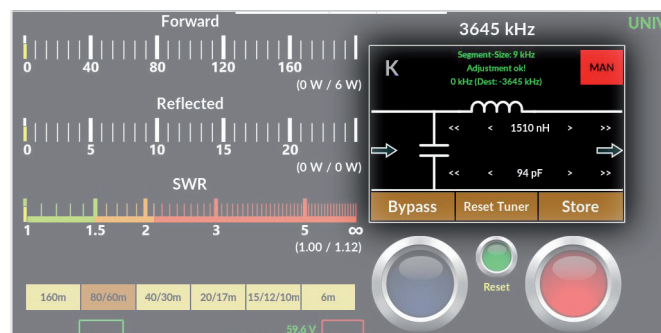 Forward
0 40 80 120 160
(0 W / 6 W)
Reflected
0 5 10 15 20
(0 W / 0 W)
SWR
1 1.5 2 3 5 ∞
(1.00 / 1.12)
160m 80/60m 40/30m 20/17m 15/12/10m 6m
59.6 V
3645 kHz
UNIV
K
Segment-Size: 9 kHz
Adjustment ok!
0 kHz (Dest: -3645 kHz)
MAN
<< < 1510 nH > >>
<< < 94 pF > >>
Bypass Reset Tuner Store
Reset